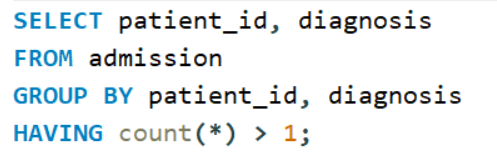 SELECT patient_id, diagnosis
FROM admission
GROUP BY patient_id, diagnosis
HAVING count(*) > 1;